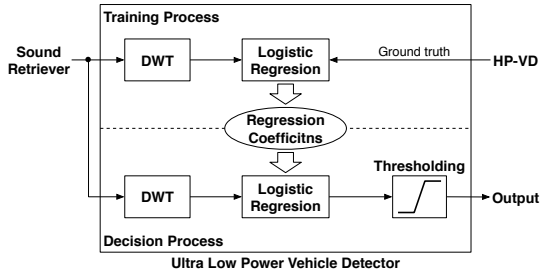 Training Process
Sound
Retriever
DWT
Logistic
Regresion
Ground truth
HP-VD
Regression
Coefficitns
DWT
Logistic
Regresion
Thresholding
Output
Decision Process
Ultra Low Power Vehicle Detector